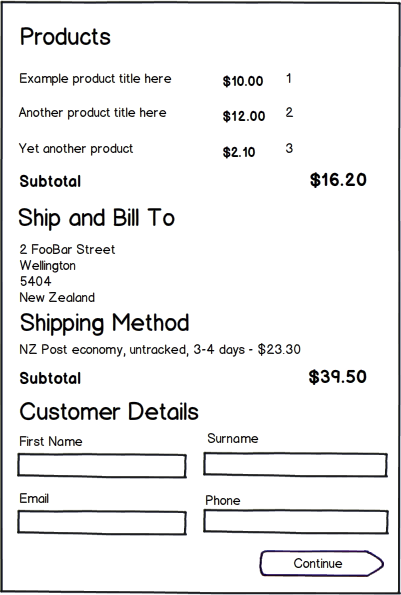 Products
Example product title here $10.00 1
Another product title here $12.00 2
Yet another product $2.10 3
Subtotal $16.20
Ship and Bill To
2 FooBar Street
Wellington
5404
New Zealand
Shipping Method
NZ Post economy, untracked, 3-4 days - $23.30
Subtotal $39.50
Customer Details
First Name Surname
Email Phone
Continue